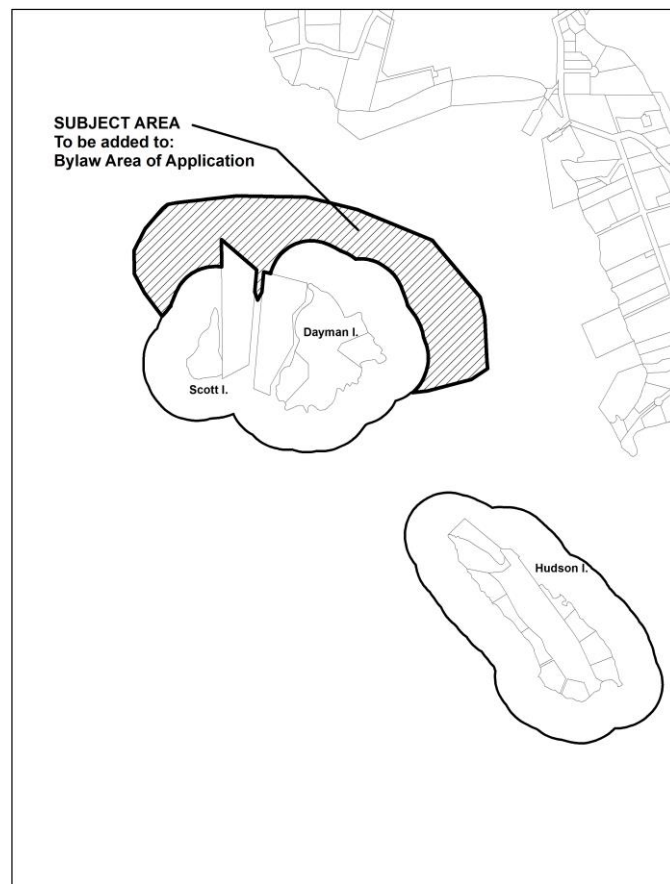 SUBJECT AREA
To be added to:
Bylaw Area of Application
Dayman I.
Scott I.
Hudson I.